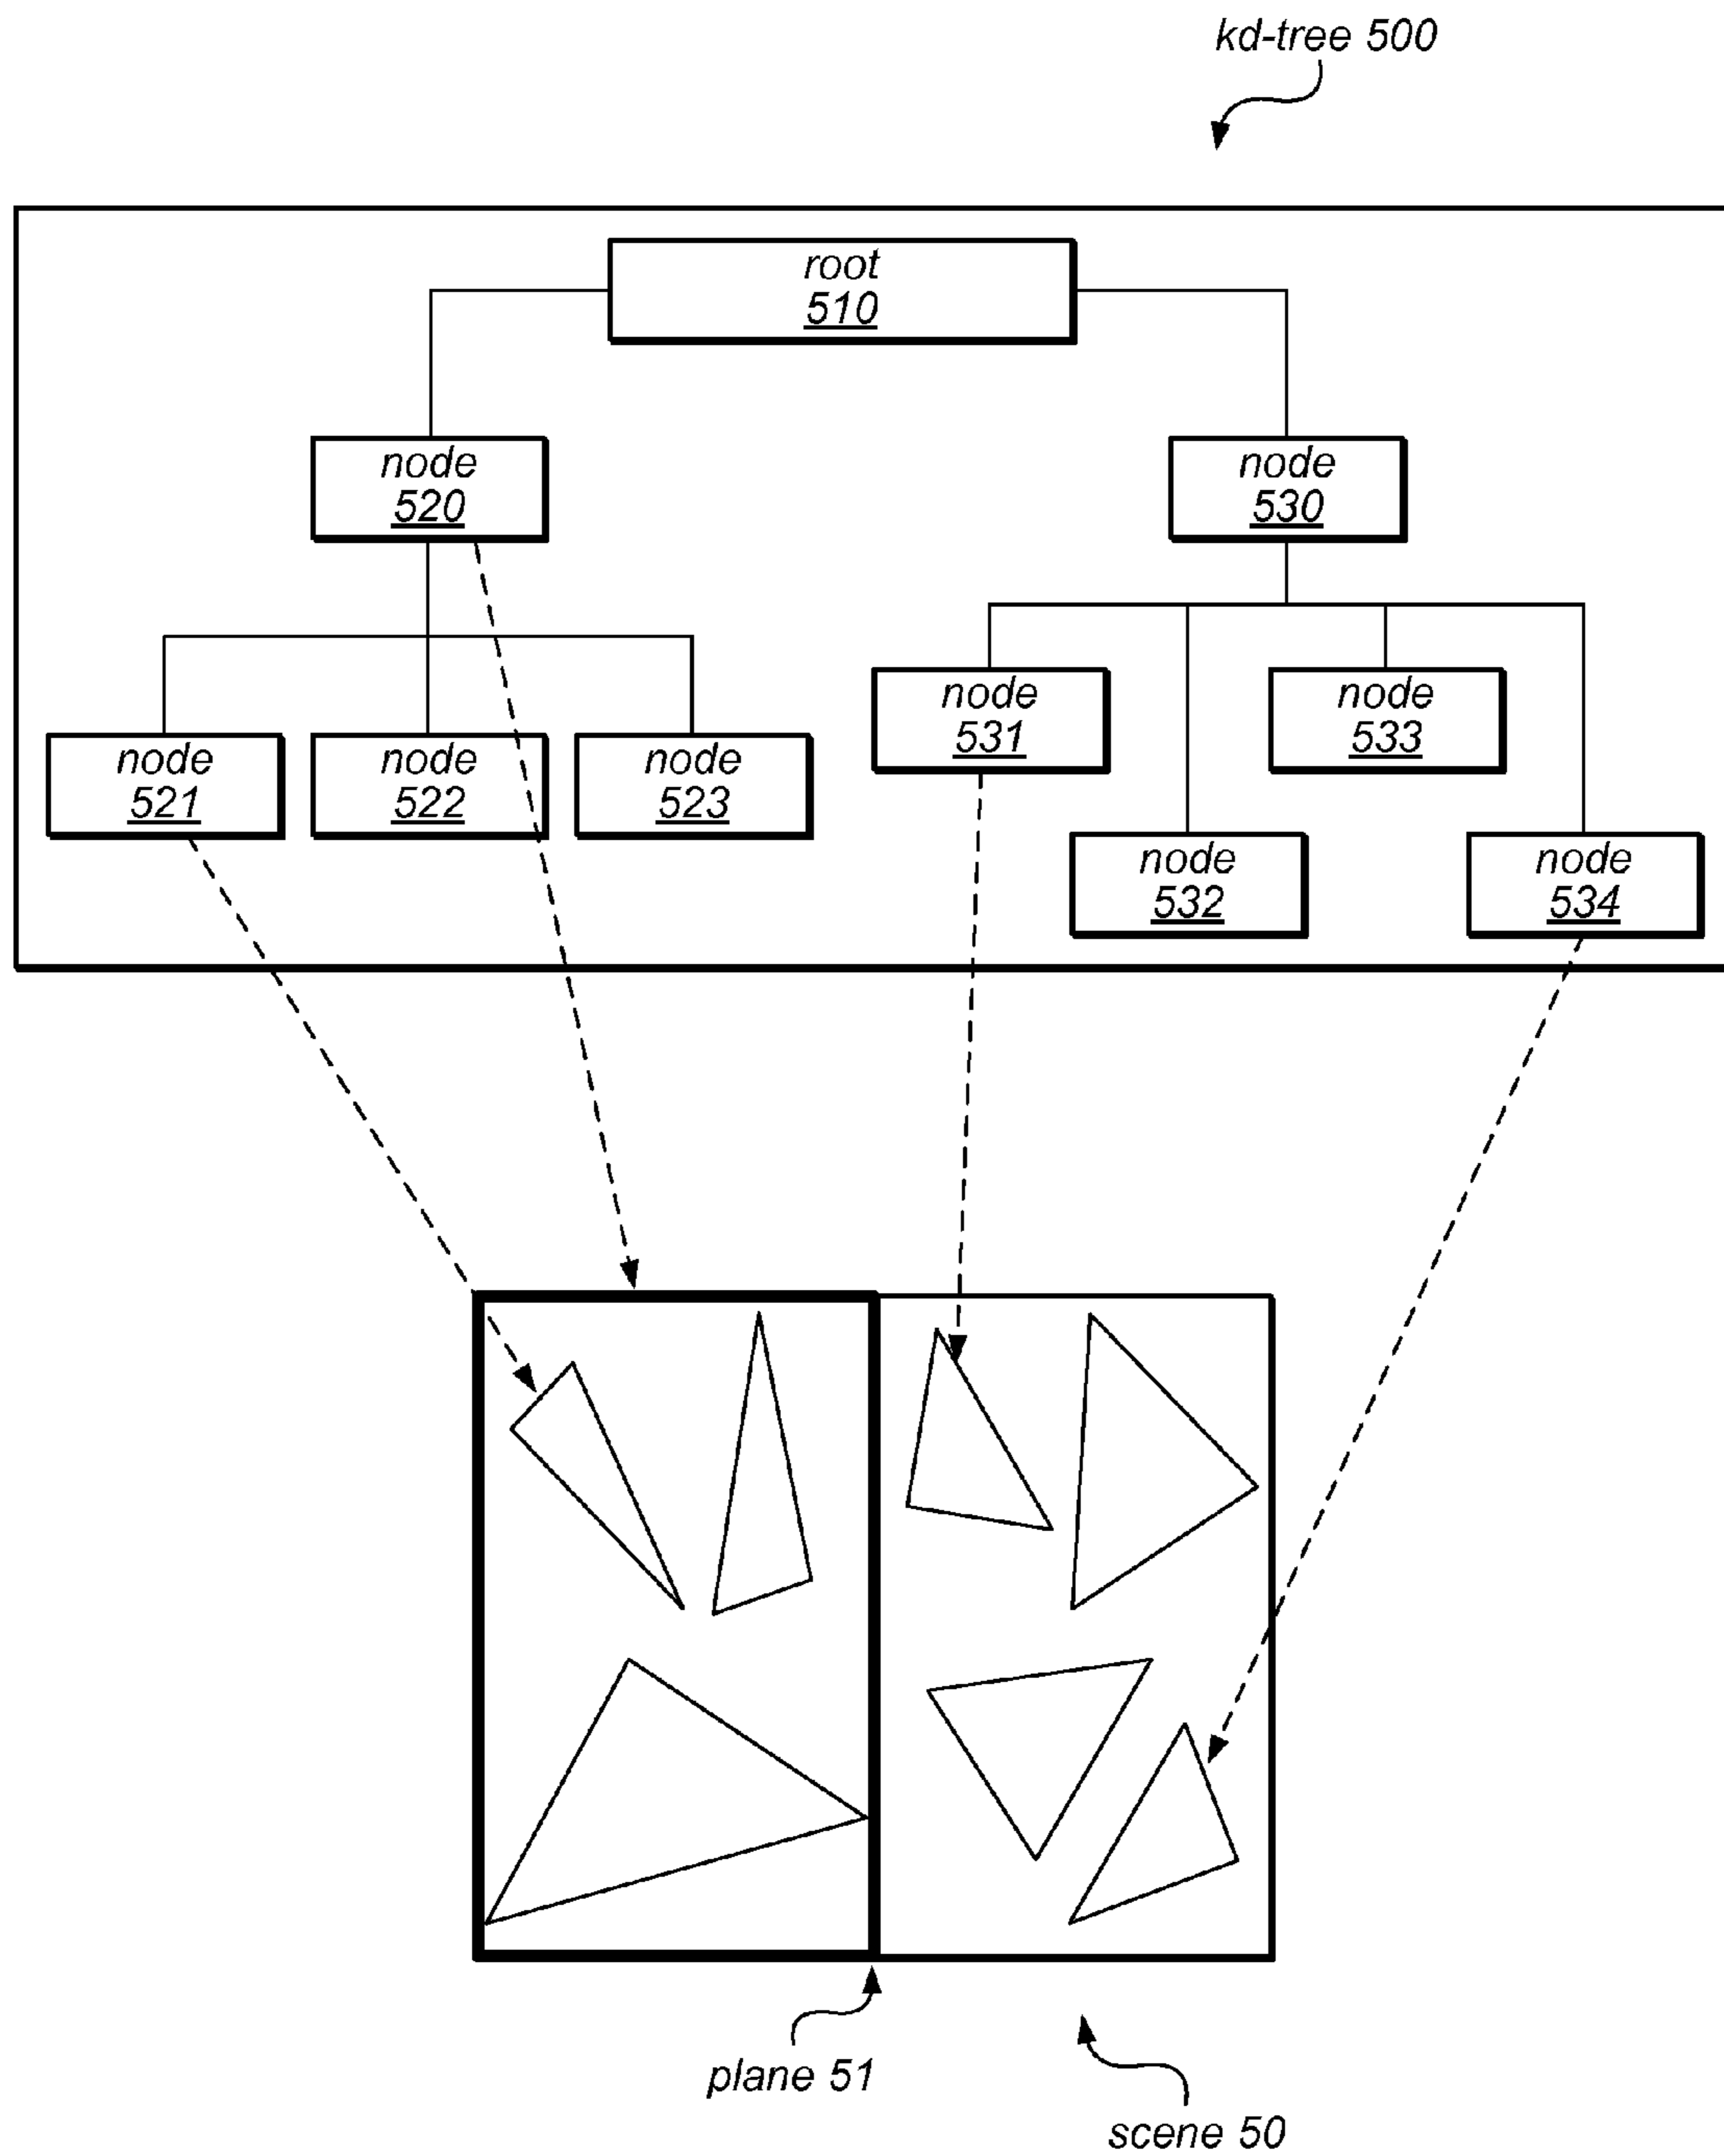 kd-tree 500
root
510
node
520
node
530
node
521
node
522
node
523
node
531
node
532
node
533
node
534
plane 51
scene 50